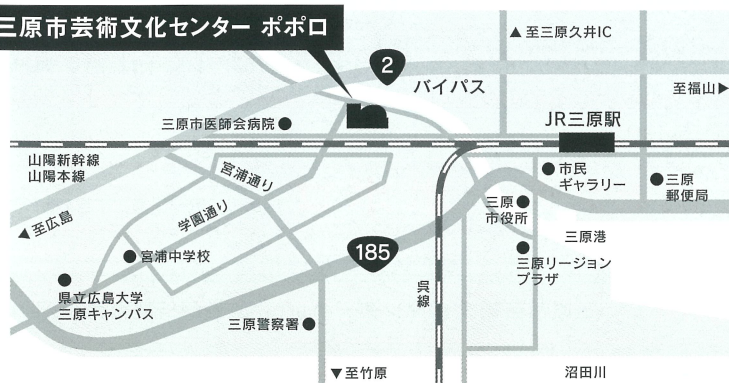 三原市芸術文化センター ポポロ
▲至三原久井IC
2
バイパス
至福山▶
JR三原駅
三原市医師会病院
山陽新幹線
山陽本線
宮浦通り
市民
ギャラリー
三原
郵便局
学園通り
三原
市役所
◀至広島
三原港
185
宮浦中学校
三原リージョン
プラザ
県立広島大学
三原キャンパス
呉線
三原警察署
▼至竹原
沼田川